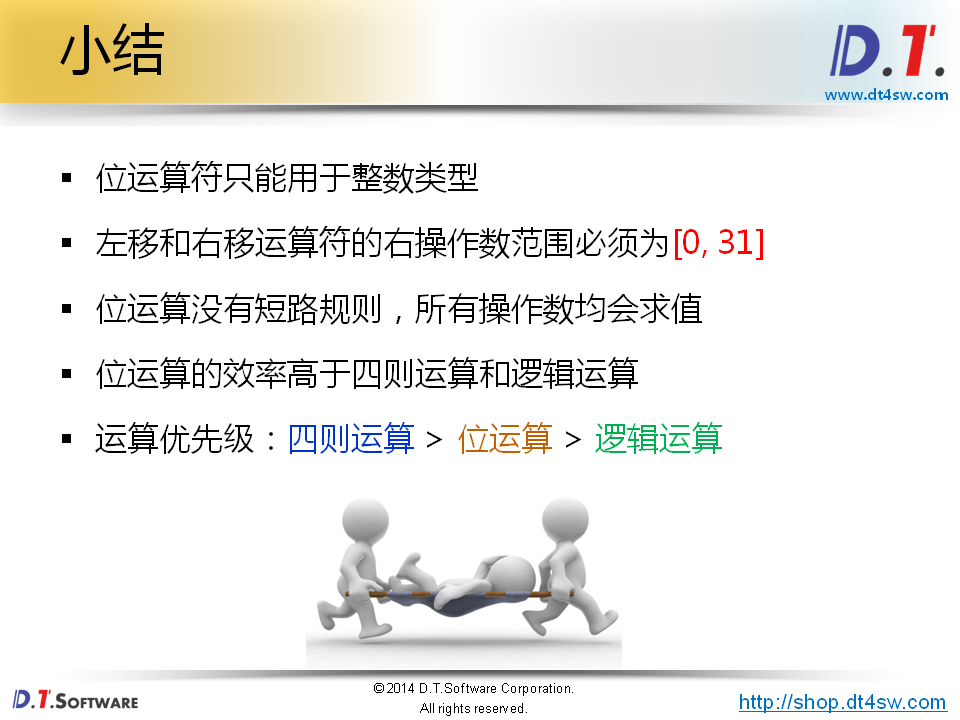 小结
D.T.
www.dt4sw.com
▪ 位运算符只能用于整数类型
▪ 左移和右移运算符的右操作数范围必须为[0, 31]
▪ 位运算没有短路规则，所有操作数均会求值
▪ 位运算的效率高于四则运算和逻辑运算
▪ 运算优先级：四则运算 > 位运算 > 逻辑运算
D.T.SOFTWARE
©2014 D.T.Software Corporation.
All rights reserved.
http://shop.dt4sw.com